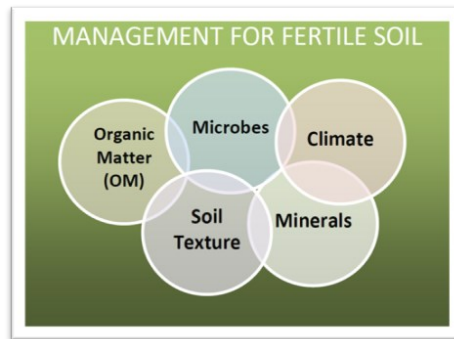 MANAGEMENT FOR FERTILE SOIL
Organic
Matter
(OM)
Microbes
Climate
Soil
Texture
Minerals